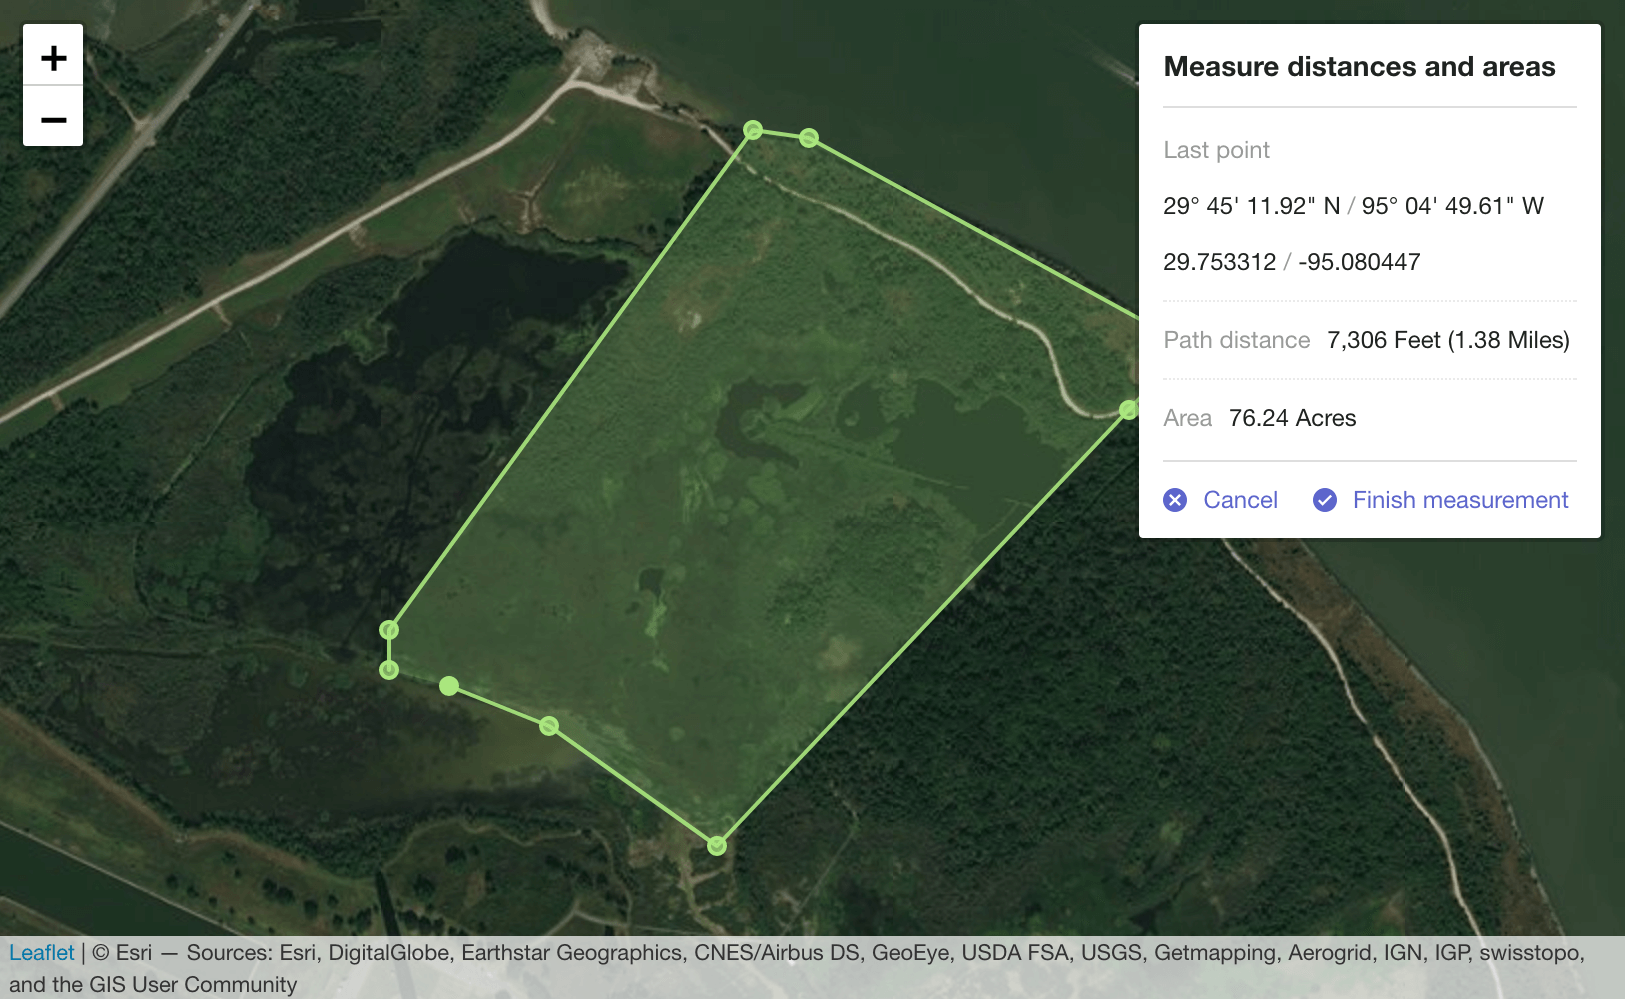 +
−
Measure distances and areas
Last point
29° 45' 11.92" N / 95° 04' 49.61" W
29.753312 / -95.080447
Path distance 7,306 Feet (1.38 Miles)
Area 76.24 Acres
Cancel Finish measurement
Leaflet | © Esri — Sources: Esri, DigitalGlobe, Earthstar Geographics, CNES/Airbus DS, GeoEye, USDA FSA, USGS, Getmapping, Aerogrid, IGN, IGP, swisstopo,
and the GIS User Community